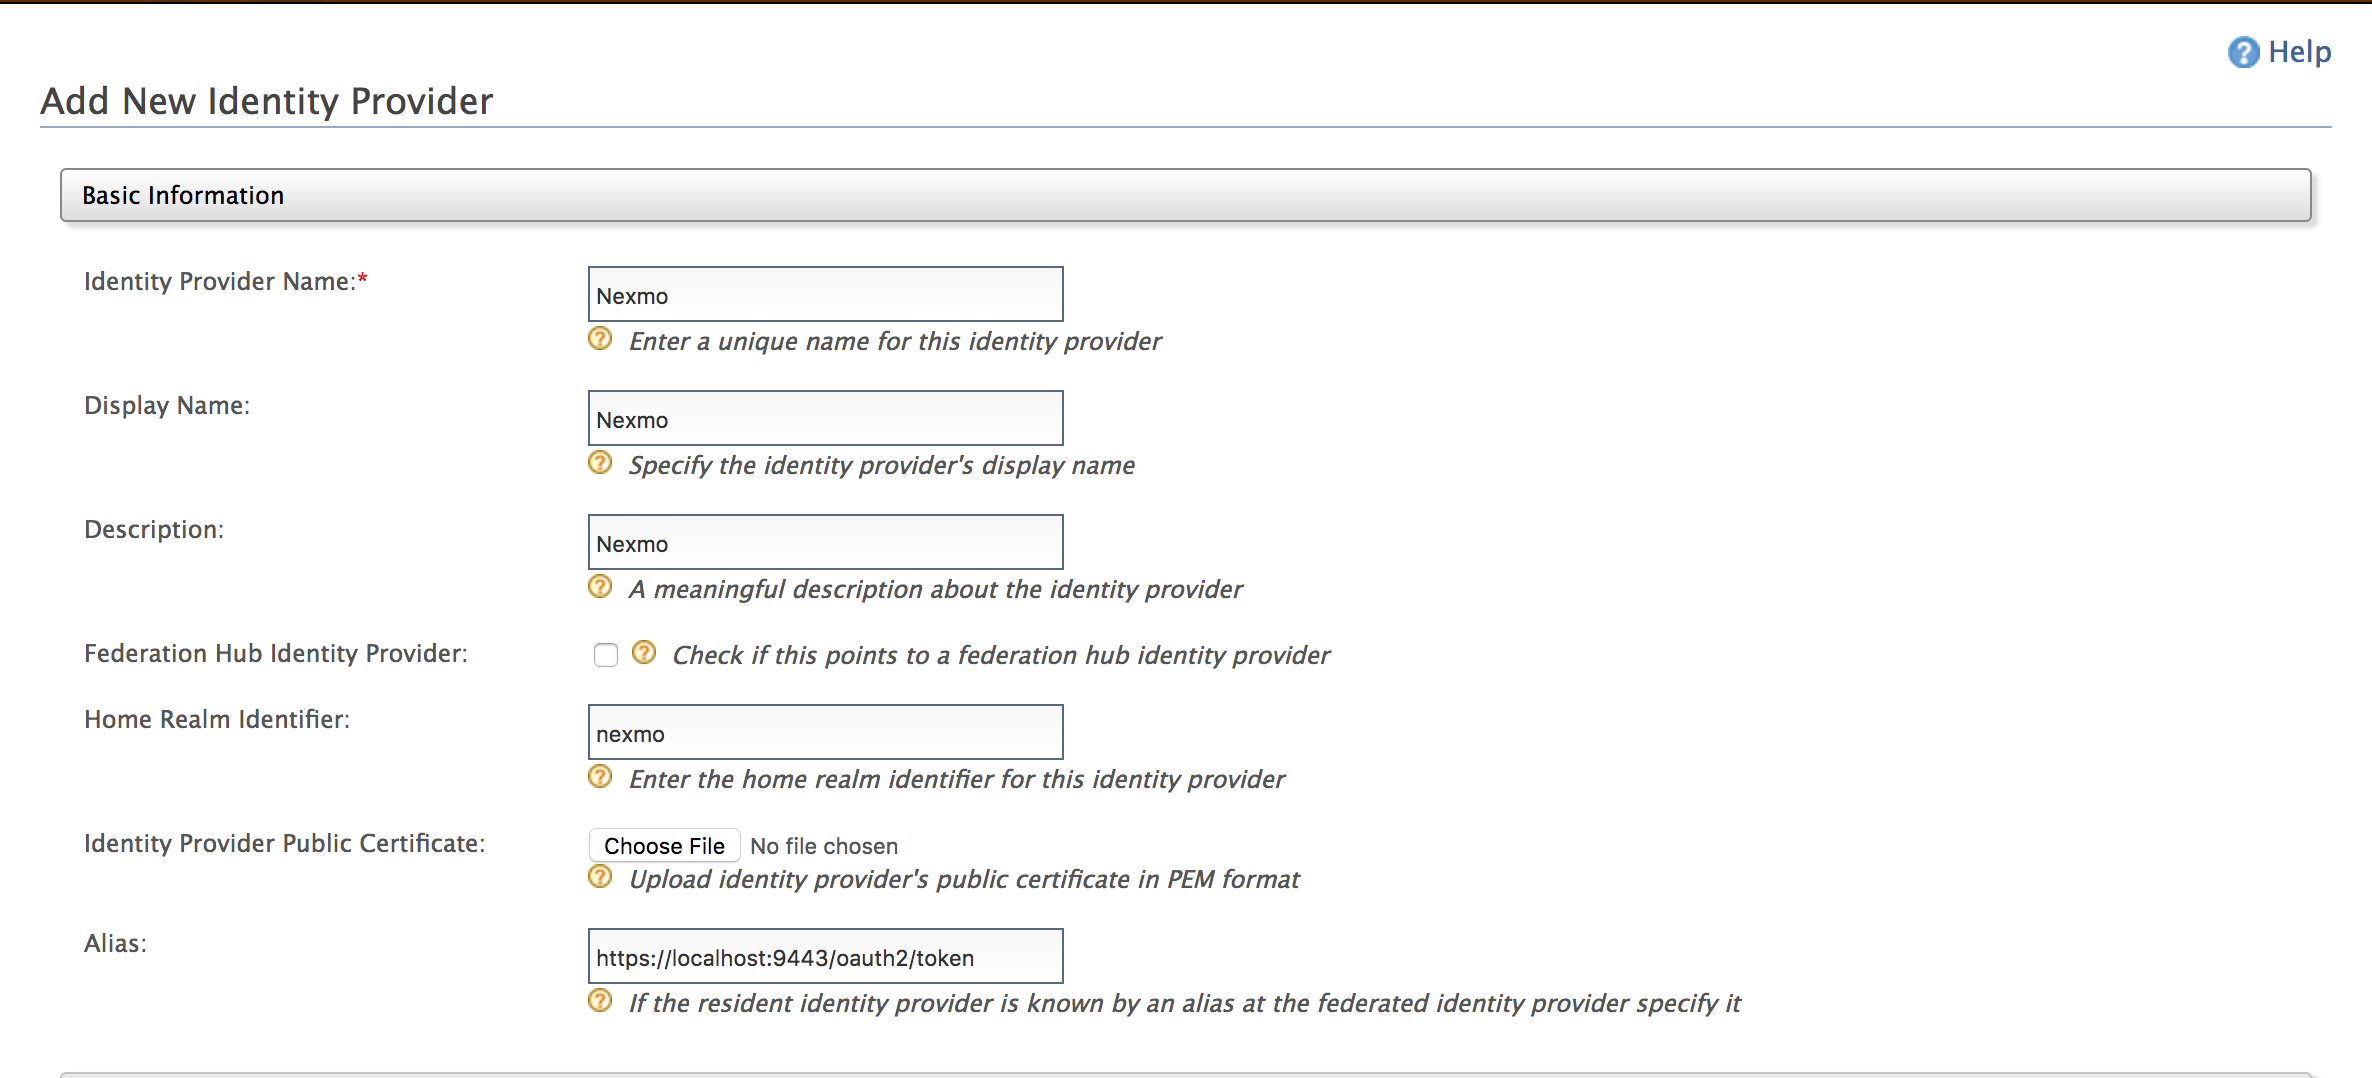 Help
Add New Identity Provider
Basic Information
Identity Provider Name:*
Nexmo
Enter a unique name for this identity provider
Display Name:
Nexmo
Specify the identity provider's display name
Description:
Nexmo
A meaningful description about the identity provider
Federation Hub Identity Provider:
Check if this points to a federation hub identity provider
Home Realm Identifier:
nexmo
Enter the home realm identifier for this identity provider
Identity Provider Public Certificate:
Choose File No file chosen
Upload identity provider's public certificate in PEM format
Alias:
https://localhost:9443/oauth2/token
If the resident identity provider is known by an alias at the federated identity provider specify it